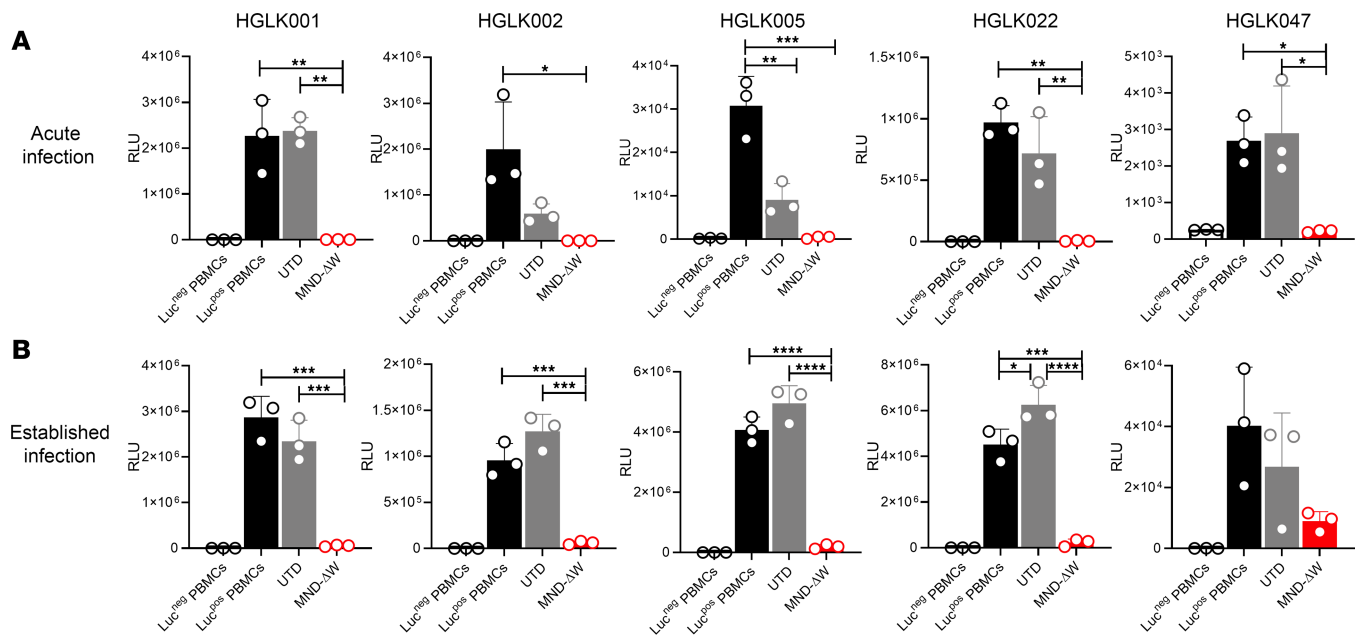 HGLK001 HGLK002 HGLK005 HGLK022 HGLK047
A
Acute
infection
RLU
4×10⁶
3×10⁶
2×10⁶
1×10⁶
0
** **
Luc^neg PBMCs
Luc^pos PBMCs
UTD
MND-ΔW
RLU
4×10⁶
3×10⁶
2×10⁶
1×10⁶
0
*
Luc^neg PBMCs
Luc^pos PBMCs
UTD
MND-ΔW
RLU
4×10⁴
3×10⁴
2×10⁴
1×10⁴
0
***
**
Luc^neg PBMCs
Luc^pos PBMCs
UTD
MND-ΔW
RLU
1.5×10⁶
1×10⁶
5×10⁵
0
**
**
Luc^neg PBMCs
Luc^pos PBMCs
UTD
MND-ΔW
RLU
5×10³
4×10³
3×10³
2×10³
1×10³
0
*
*
Luc^neg PBMCs
Luc^pos PBMCs
UTD
MND-ΔW
B
Established
infection
RLU
4×10⁶
3×10⁶
2×10⁶
1×10⁶
0
***
***
Luc^neg PBMCs
Luc^pos PBMCs
UTD
MND-ΔW
RLU
2×10⁶
1.5×10⁶
1×10⁶
5×10⁵
0
***
***
Luc^neg PBMCs
Luc^pos PBMCs
UTD
MND-ΔW
RLU
6×10⁶
4×10⁶
2×10⁶
0
****
****
Luc^neg PBMCs
Luc^pos PBMCs
UTD
MND-ΔW
RLU
8×10⁶
6×10⁶
4×10⁶
2×10⁶
0
***
* ****
Luc^neg PBMCs
Luc^pos PBMCs
UTD
MND-ΔW
RLU
6×10⁴
4×10⁴
2×10⁴
0
Luc^neg PBMCs
Luc^pos PBMCs
UTD
MND-ΔW